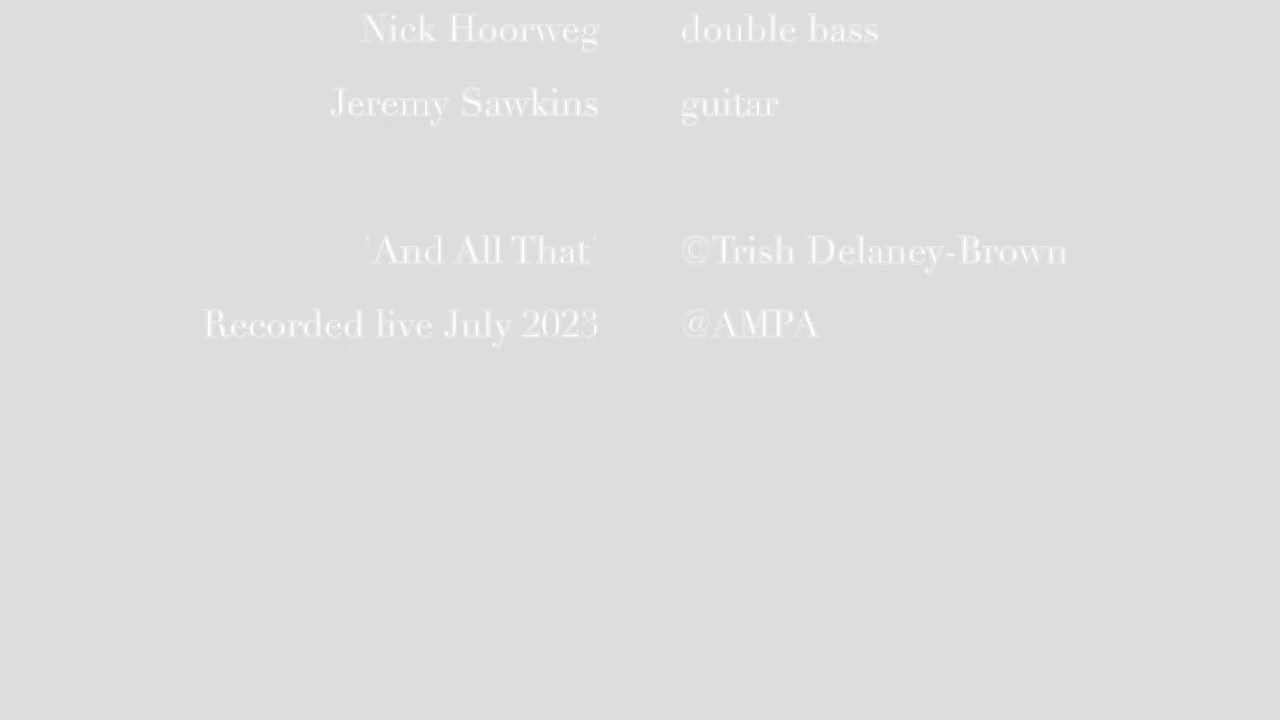 Nick Hoorweg double bass
Jeremy Sawkins guitar
'And All That' ©Trish Delaney-Brown
Recorded live July 2023 @AMPA